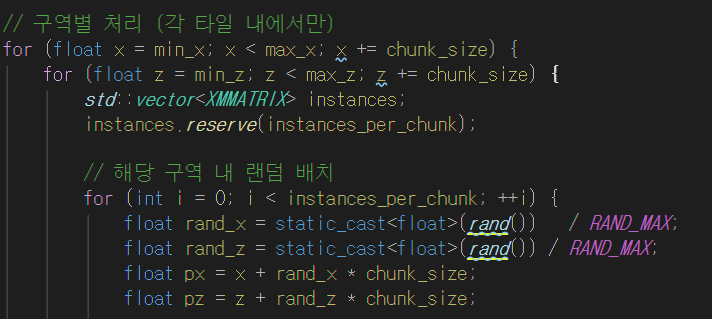 // 구역별 처리 (각 타일 내에서만)
for (float x = min_x; x < max_x; x += chunk_size) {
    for (float z = min_z; z < max_z; z += chunk_size) {
        std::vector<XMMATRIX> instances;
        instances.reserve(instances_per_chunk);

        // 해당 구역 내 랜덤 배치
        for (int i = 0; i < instances_per_chunk; ++i) {
            float rand_x = static_cast<float>(rand())   / RAND_MAX;
            float rand_z = static_cast<float>(rand()) / RAND_MAX;
            float px = x + rand_x * chunk_size;
            float pz = z + rand_z * chunk_size;